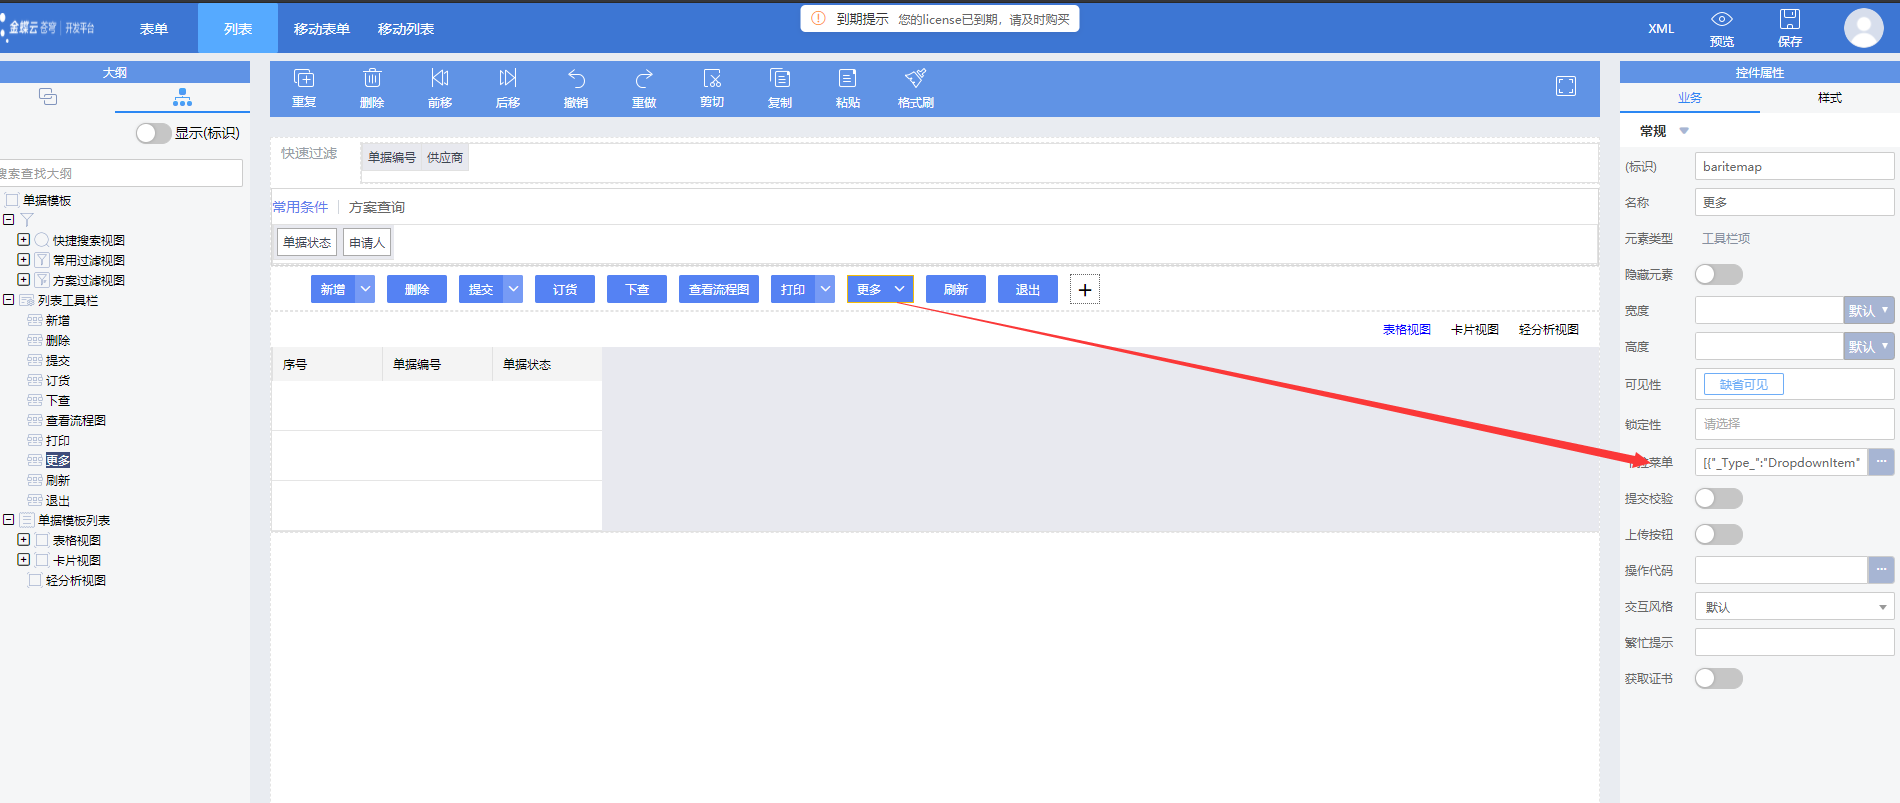 金蝶云 苍穹 | 开发平台
表单
列表
移动表单
移动列表
到期提示 您的license已到期，请及时购买
XML
预览
保存
大纲
显示(标识)
搜索查找大纲
单据模板
快捷搜索视图
常用过滤视图
方案过滤视图
列表工具栏
新增
删除
提交
订货
下查
查看流程图
打印
更多
刷新
退出
单据模板列表
表格视图
卡片视图
轻分析视图
重复
删除
前移
后移
撤销
重做
剪切
复制
粘贴
格式刷
快速过滤
单据编号 供应商
常用条件 | 方案查询
单据状态 申请人
新增 删除 提交 订货 下查 查看流程图 打印 更多 刷新 退出 +
表格视图 卡片视图 轻分析视图
序号 单据编号 单据状态
控件属性
业务 样式
常规
(标识) baritemap
名称 更多
元素类型 工具栏项
隐藏元素
宽度 默认
高度 默认
可见性 缺省可见
锁定性 请选择
菜单 [{"_Type_":"DropdownItem" ...
提交校验
上传按钮
操作代码 ...
交互风格 默认
繁忙提示
获取证书